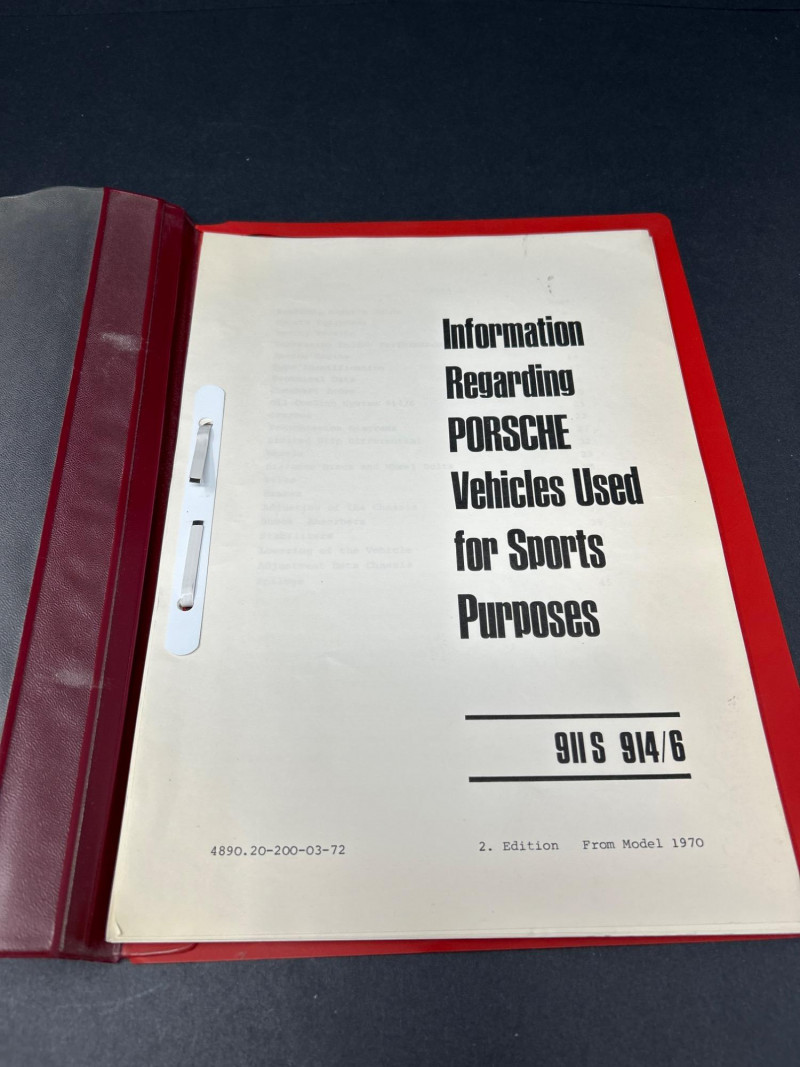 Information
Regarding
PORSCHE
Vehicles Used
for Sports
Purposes
911 S 914/6
4890.20-200-03-72
2. Edition From Model 1970